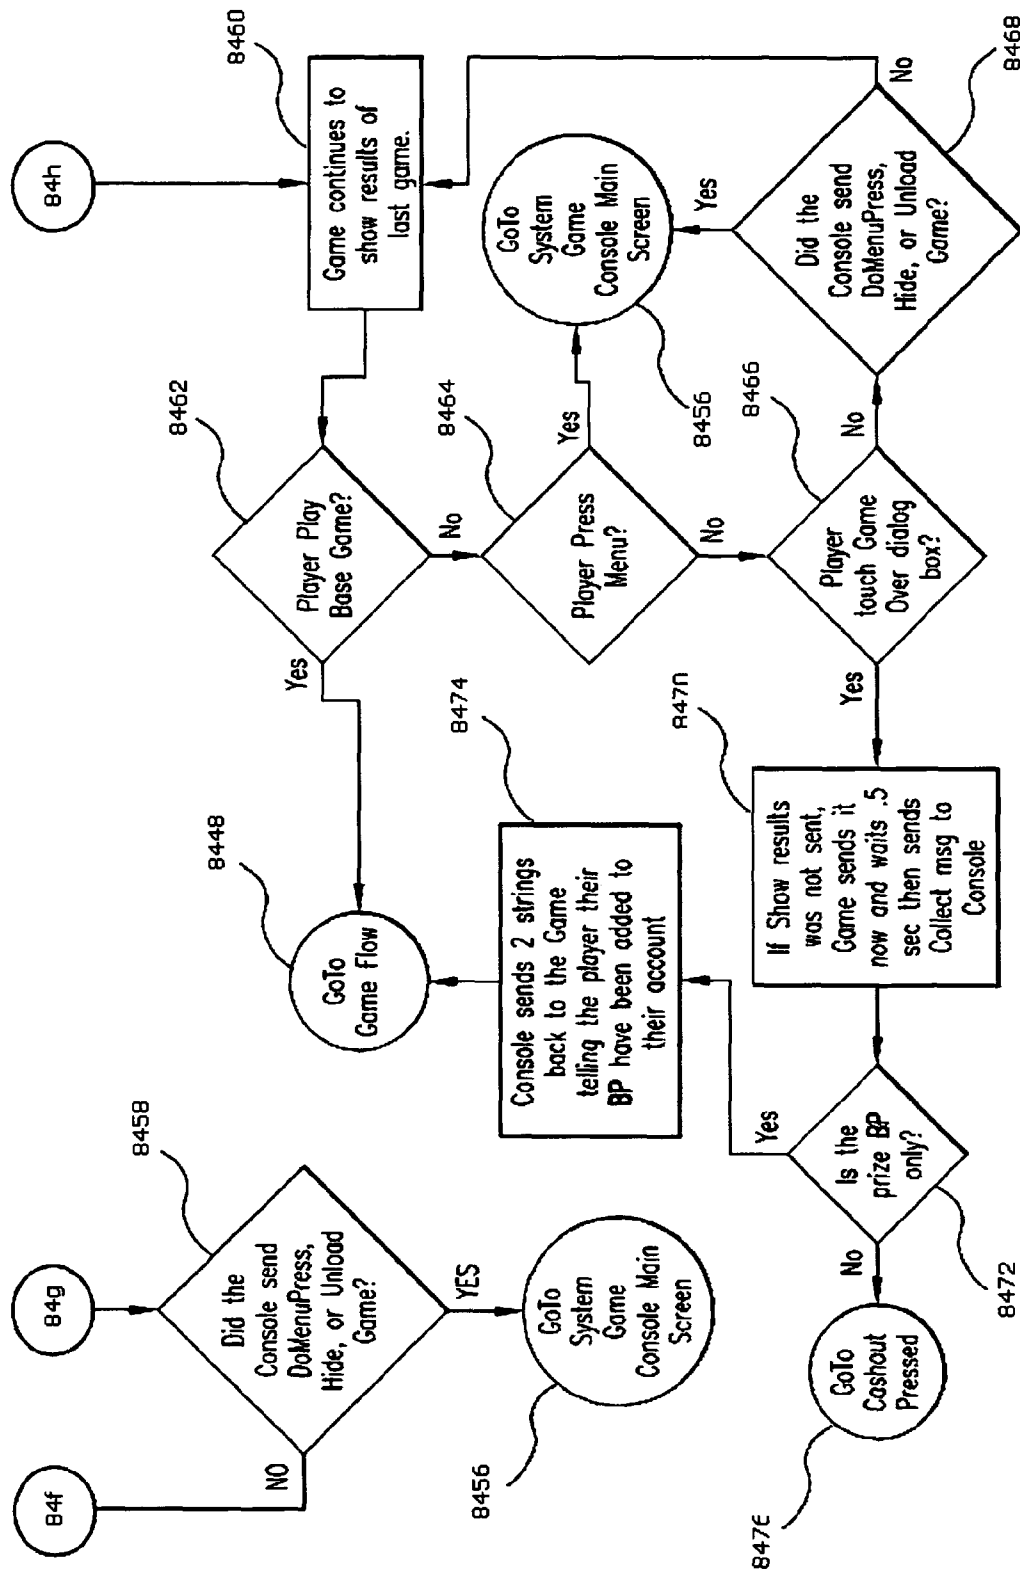 84f
84g
84h
NO
Did the
Console send
DoMenuPress,
Hide, or Unload
Game?
8458
YES
GoTo
System
Game
Console Main
Screen
8456
Game continues to
show results of
last game.
8460
Player Play
Base Game?
8462
Yes
No
GoTo
Game Flow
8448
Player Press
Menu?
8464
Yes
No
GoTo
System
Game
Console Main
Screen
8456
Player
touch Game
Over dialog
box?
8466
No
Yes
Did the
Console send
DoMenuPress,
Hide, or Unload
Game?
8468
Yes
No
If Show results
was not sent,
Game sends it
now and waits .5
sec then sends
Collect msg to
Console
847
Is the
prize BP
only?
8472
Yes
No
Console sends 2 strings
back to the Game
telling the player their
BP have been added to
their account
8474
GoTo
Cashout
Pressed
847